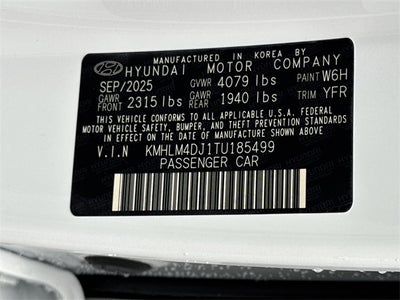 MANUFACTURED IN KOREA BY
HYUNDAI MOTOR COMPANY
SEP/2025 GVWR 4079 lbs PAINT W6H
GAWR FRONT 2315 lbs GAWR REAR 1940 lbs TRIM YFR
THIS VEHICLE CONFORMS TO ALL APPLICABLE U.S.A. FEDERAL
MOTOR VEHICLE SAFETY, BUMPER, AND THEFT PREVENTION
STANDARDS IN EFFECT ON THE DATE OF MANUFACTURE SHOWN ABOVE.
V.I.N KMHLM4DJ1TU185499
PASSENGER CAR